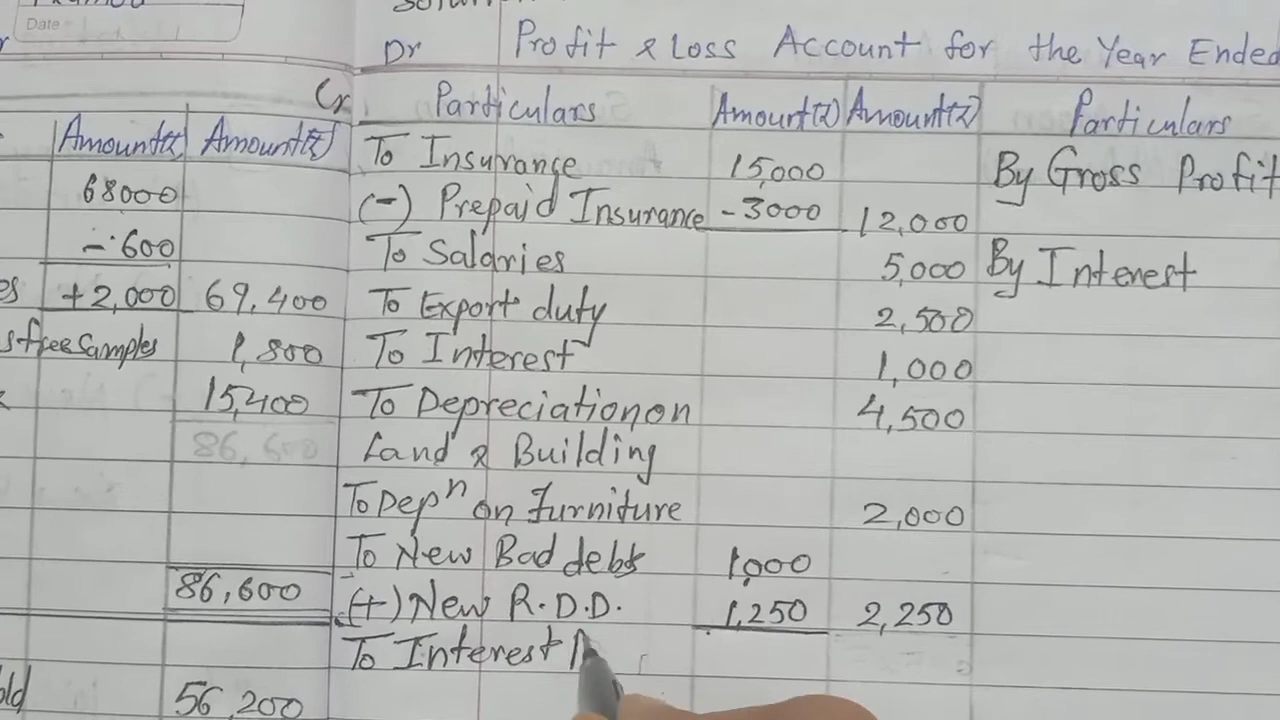 Date
Dr Profit & Loss Account for the Year Ended
Cr
Amount(₹) Amount(₹)
68000
- 600
+2,000 69,400
free Samples 1,800
15,400
86,600
86,600
old 56,200
Particulars Amount(₹) Amount(₹) Particulars
To Insurance 15,000 By Gross Profit
(-) Prepaid Insurance -3000 12,000
To Salaries 5,000 By Interest
To Export duty 2,500
To Interest 1,000
To Depreciation on 4,500
Land & Building
To Depn on Furniture 2,000
To New Bad debts 1,000
(+) New R.D.D. 1,250 2,250
To Interest